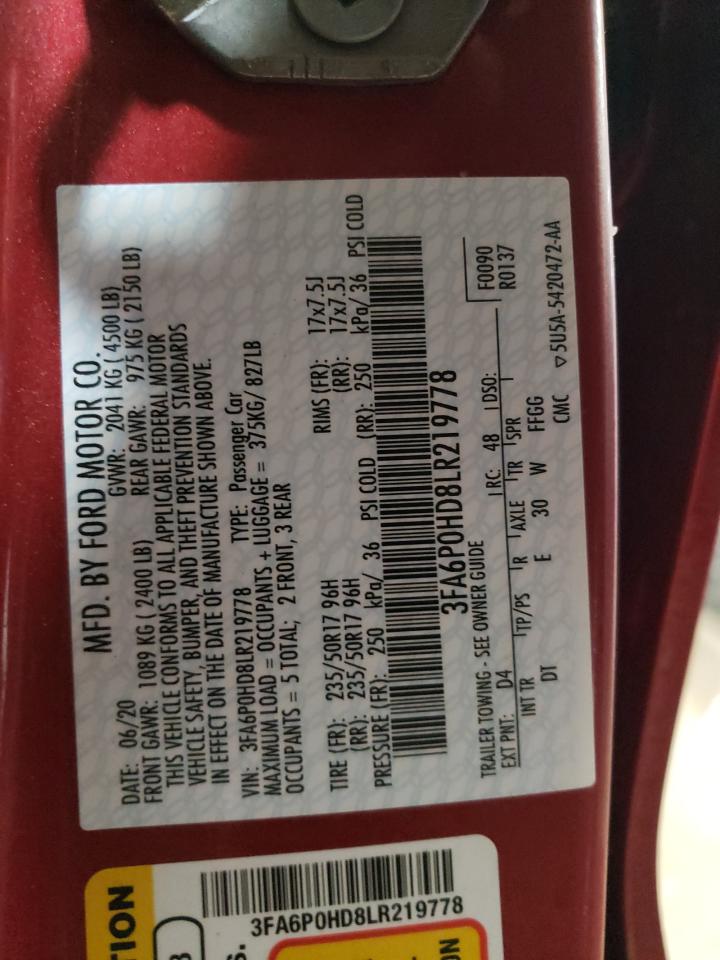 MFD. BY FORD MOTOR CO.
DATE: 06/20 GVWR: 2041 KG ( 4500 LB)
FRONT GAWR: 1089 KG ( 2400 LB) REAR GAWR: 975 KG ( 2150 LB)
THIS VEHICLE CONFORMS TO ALL APPLICABLE FEDERAL MOTOR
VEHICLE SAFETY, BUMPER, AND THEFT PREVENTION STANDARDS
IN EFFECT ON THE DATE OF MANUFACTURE SHOWN ABOVE.
VIN: 3FA6P0HD8LR219778 TYPE: Passenger Car
MAXIMUM LOAD = OCCUPANTS + LUGGAGE = 375KG/ 827LB
OCCUPANTS = 5 TOTAL; 2 FRONT, 3 REAR
TIRE (FR): 235/50R17 96H RIMS (FR): 17x7.5J
(RR): 235/50R17 96H (RR): 17x7.5J
PRESSURE (FR): 250 kPa/ 36 PSI COLD (RR): 250 kPa/ 36 PSI COLD
3FA6P0HD8LR219778
TRAILER TOWING - SEE OWNER GUIDE F0090
EXT PNT: D4 RC: 48 DSO: R0137
INT TR TP/PS R AXLE TR SPR
DT E 30 W FFGG
CMC ▽5U5A-5420472-AA
TION
3
S.
3FA6P0HD8LR219778
ON